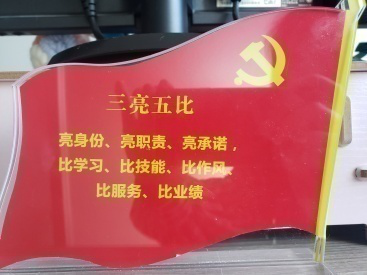 三亮五比
亮身份、亮职责、亮承诺，
比学习、比技能、比作风、
比服务、比业绩